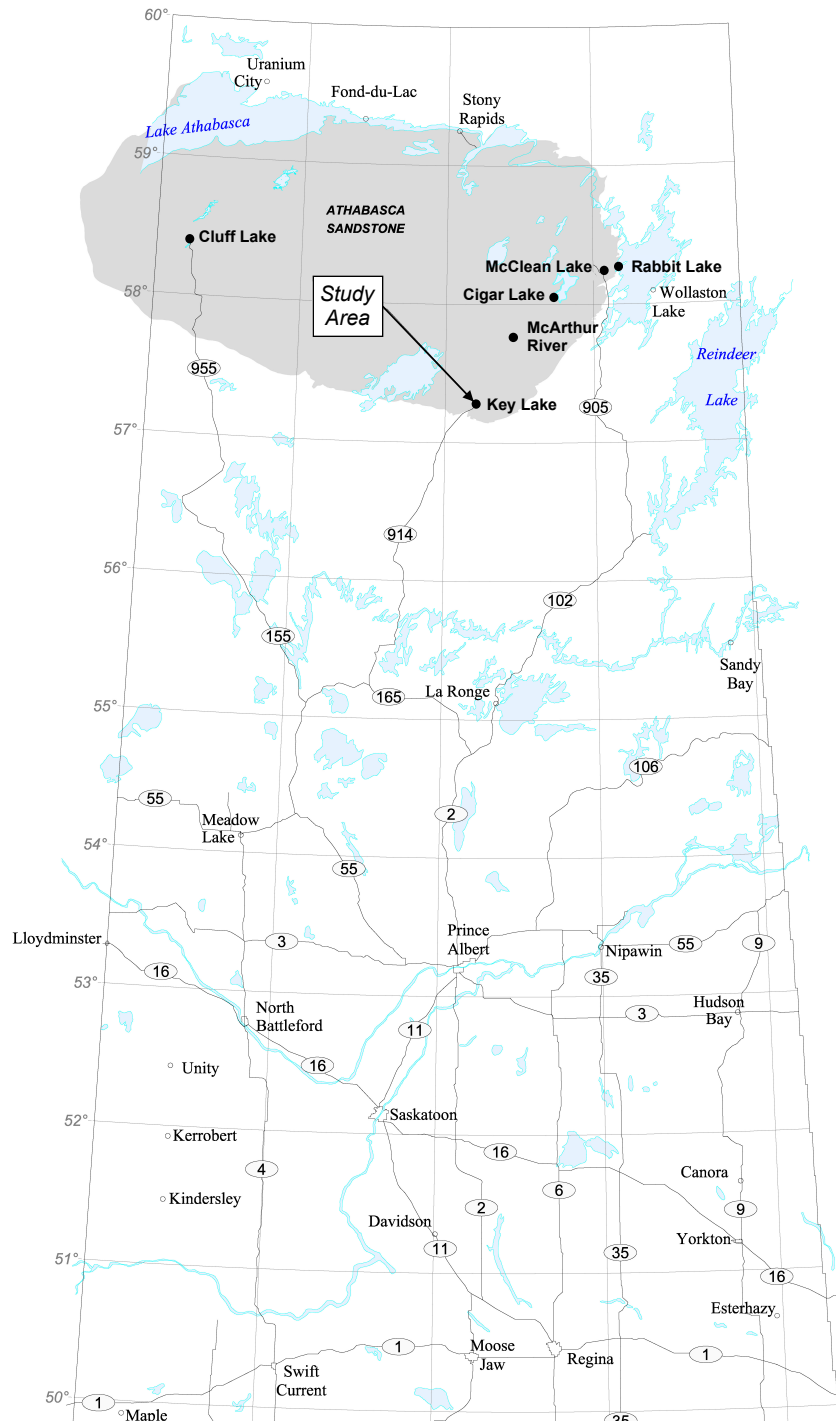 60°
Uranium
City
Fond-du-Lac
Stony
Rapids
Lake Athabasca
59°
ATHABASCA
SANDSTONE
Cluff Lake
McClean Lake
Rabbit Lake
58°
Cigar Lake
Wollaston
Lake
Study
Area
McArthur
River
Reindeer
Lake
955
Key Lake
905
57°
914
56°
102
155
Sandy
Bay
165
La Ronge
55°
106
55
2
Meadow
Lake
54°
55
Lloydminster
3
Prince
Albert
Nipawin
55
9
16
53°
35
North
Battleford
11
3
Hudson
Bay
16
Unity
52°
Saskatoon
Kerrobert
16
4
Canora
Kindersley
6
2
9
Davidson
11
Yorkton
51°
35
16
Esterhazy
1
Moose
Jaw
Regina
1
Swift
Current
50°
1
Maple
35